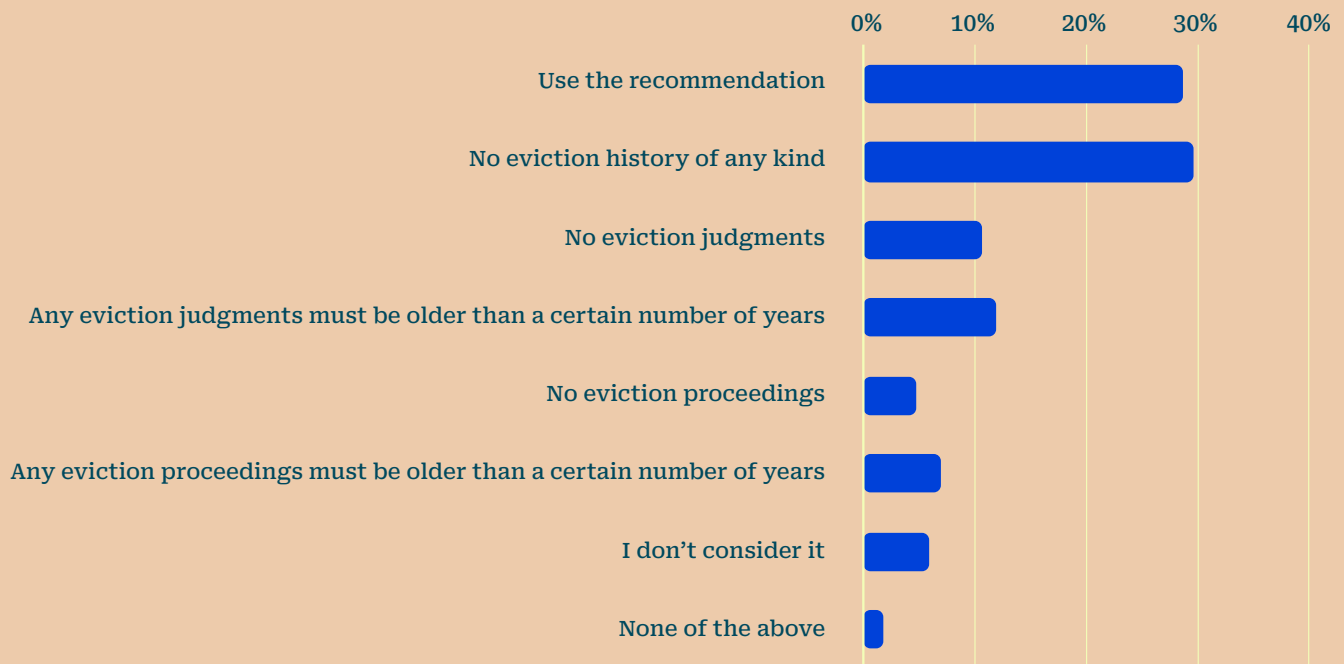 0% 10% 20% 30% 40%
Use the recommendation
No eviction history of any kind
No eviction judgments
Any eviction judgments must be older than a certain number of years
No eviction proceedings
Any eviction proceedings must be older than a certain number of years
I don’t consider it
None of the above